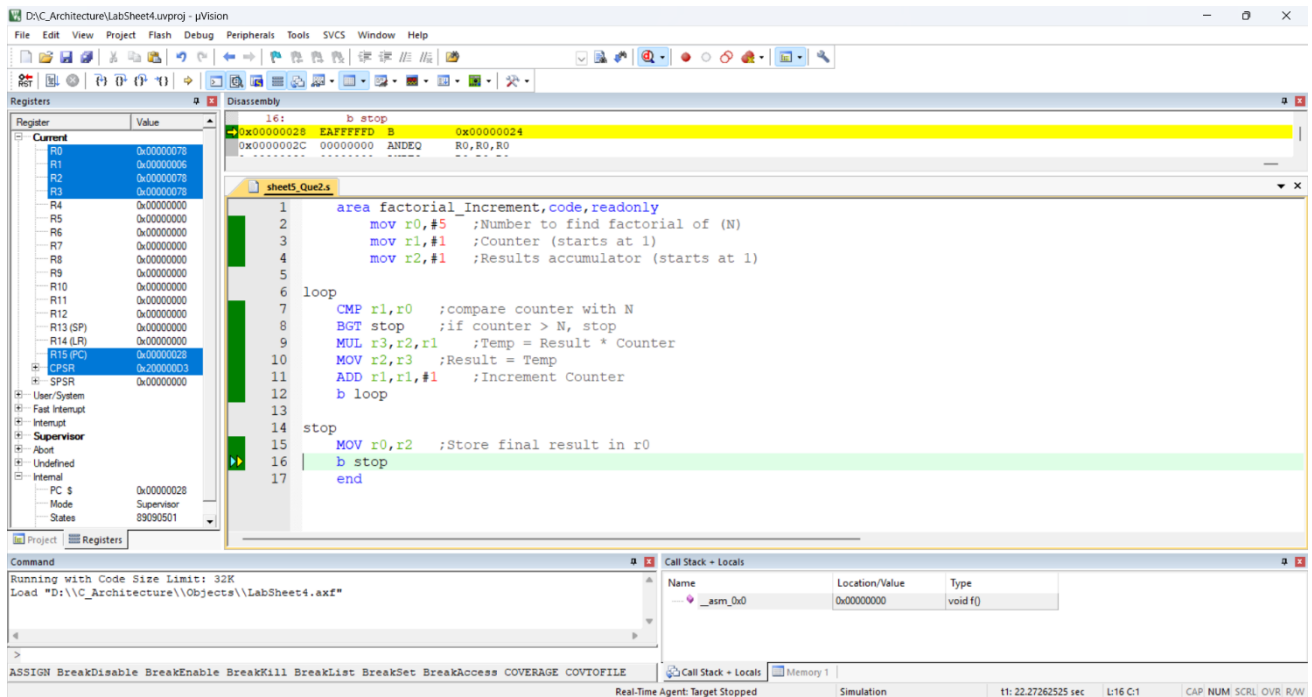 D:\C_Architecture\LabSheet4.uvproj - µVision
File Edit View Project Flash Debug Peripherals Tools SVCS Window Help
RST
Registers
Register Value
Current
R0 0x00000078
R1 0x00000006
R2 0x00000078
R3 0x00000078
R4 0x00000000
R5 0x00000000
R6 0x00000000
R7 0x00000000
R8 0x00000000
R9 0x00000000
R10 0x00000000
R11 0x00000000
R12 0x00000000
R13 (SP) 0x00000000
R14 (LR) 0x00000000
R15 (PC) 0x00000028
CPSR 0x200000D3
SPSR 0x00000000
User/System
Fast Interrupt
Interrupt
Supervisor
Abort
Undefined
Internal
PC $ 0x00000028
Mode Supervisor
States 89090501
Project Registers
Disassembly
16: b stop
0x00000028 EAFFFFFD B 0x00000024
0x0000002C 00000000 ANDEQ R0,R0,R0
sheet5_Que2.s
1 area factorial_Increment,code,readonly
2 mov r0,#5 ;Number to find factorial of (N)
3 mov r1,#1 ;Counter (starts at 1)
4 mov r2,#1 ;Results accumulator (starts at 1)
5
6 loop
7 CMP r1,r0 ;compare counter with N
8 BGT stop ;if counter > N, stop
9 MUL r3,r2,r1 ;Temp = Result * Counter
10 MOV r2,r3 ;Result = Temp
11 ADD r1,r1,#1 ;Increment Counter
12 b loop
13
14 stop
15 MOV r0,r2 ;Store final result in r0
16 b stop
17 end
Command
Running with Code Size Limit: 32K
Load "D:\\C_Architecture\\Objects\\LabSheet4.axf"
>
ASSIGN BreakDisable BreakEnable BreakKill BreakList BreakSet BreakAccess COVERAGE COVTOFILE
Call Stack + Locals
Name Location/Value Type
__asm_0x0 0x00000000 void f()
Call Stack + Locals Memory 1
Real-Time Agent: Target Stopped Simulation t1: 22.27262525 sec L:16 C:1 CAP NUM SCRL OVR R/W